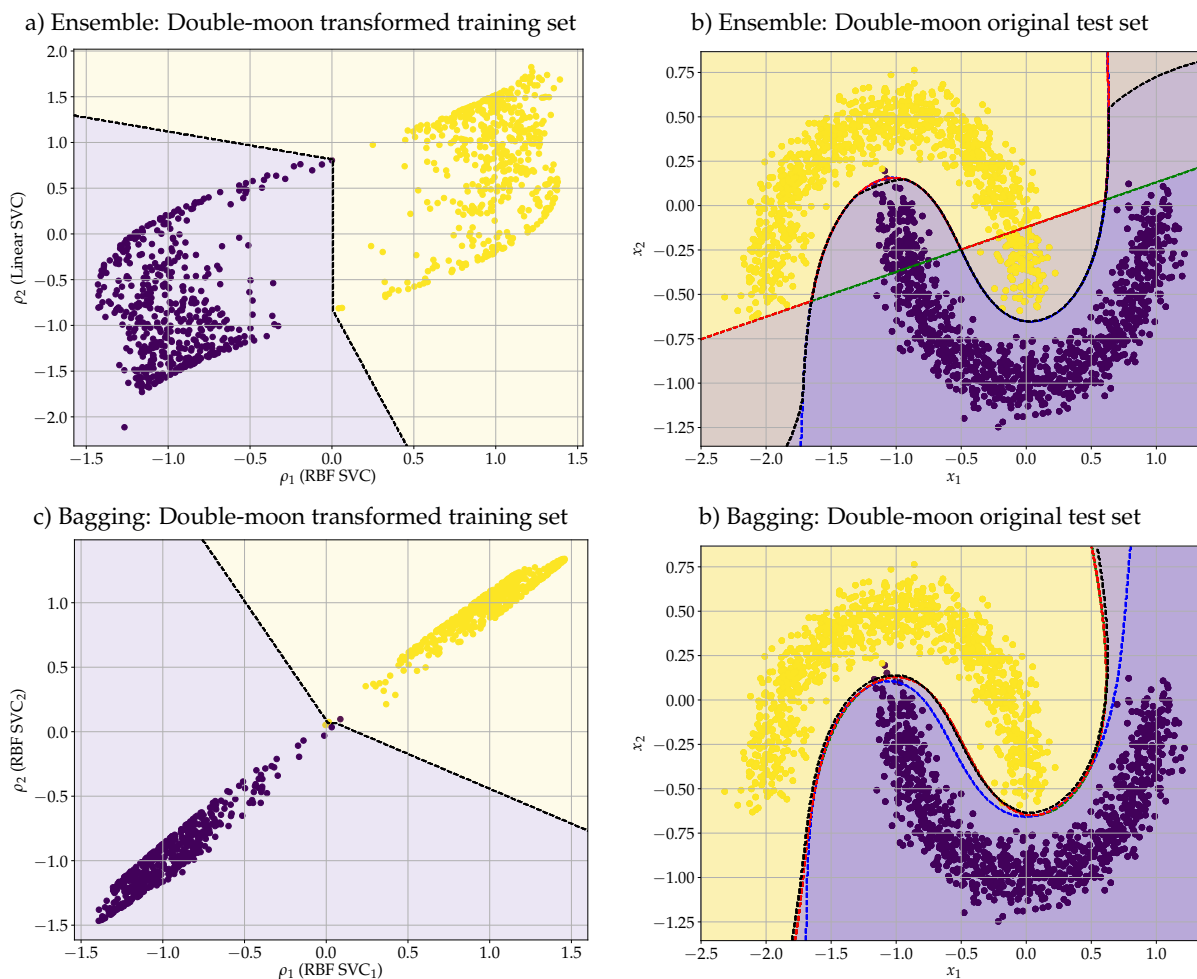 a) Ensemble: Double-moon transformed training set
2.0
1.5
1.0
0.5
0.0
−0.5
−1.0
−1.5
−2.0
ρ2 (Linear SVC)
−1.5 −1.0 −0.5 0.0 0.5 1.0 1.5
ρ1 (RBF SVC)
b) Ensemble: Double-moon original test set
0.75
0.50
0.25
0.00
−0.25
−0.50
−0.75
−1.00
−1.25
x2
−2.5 −2.0 −1.5 −1.0 −0.5 0.0 0.5 1.0
x1
c) Bagging: Double-moon transformed training set
1.0
0.5
0.0
−0.5
−1.0
−1.5
ρ2 (RBF SVC2)
−1.5 −1.0 −0.5 0.0 0.5 1.0 1.5
ρ1 (RBF SVC1)
b) Bagging: Double-moon original test set
0.75
0.50
0.25
0.00
−0.25
−0.50
−0.75
−1.00
−1.25
x2
−2.5 −2.0 −1.5 −1.0 −0.5 0.0 0.5 1.0
x1